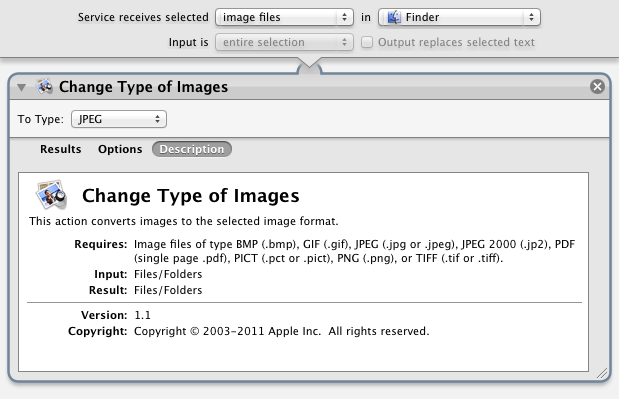 Service receives selected image files in Finder
Input is entire selection Output replaces selected text
Change Type of Images
To Type: JPEG
Results Options Description
Change Type of Images
This action converts images to the selected image format.
Requires: Image files of type BMP (.bmp), GIF (.gif), JPEG (.jpg or .jpeg), JPEG 2000 (.jp2), PDF
(single page .pdf), PICT (.pct or .pict), PNG (.png), or TIFF (.tif or .tiff).
Input: Files/Folders
Result: Files/Folders
Version: 1.1
Copyright: Copyright © 2003-2011 Apple Inc. All rights reserved.